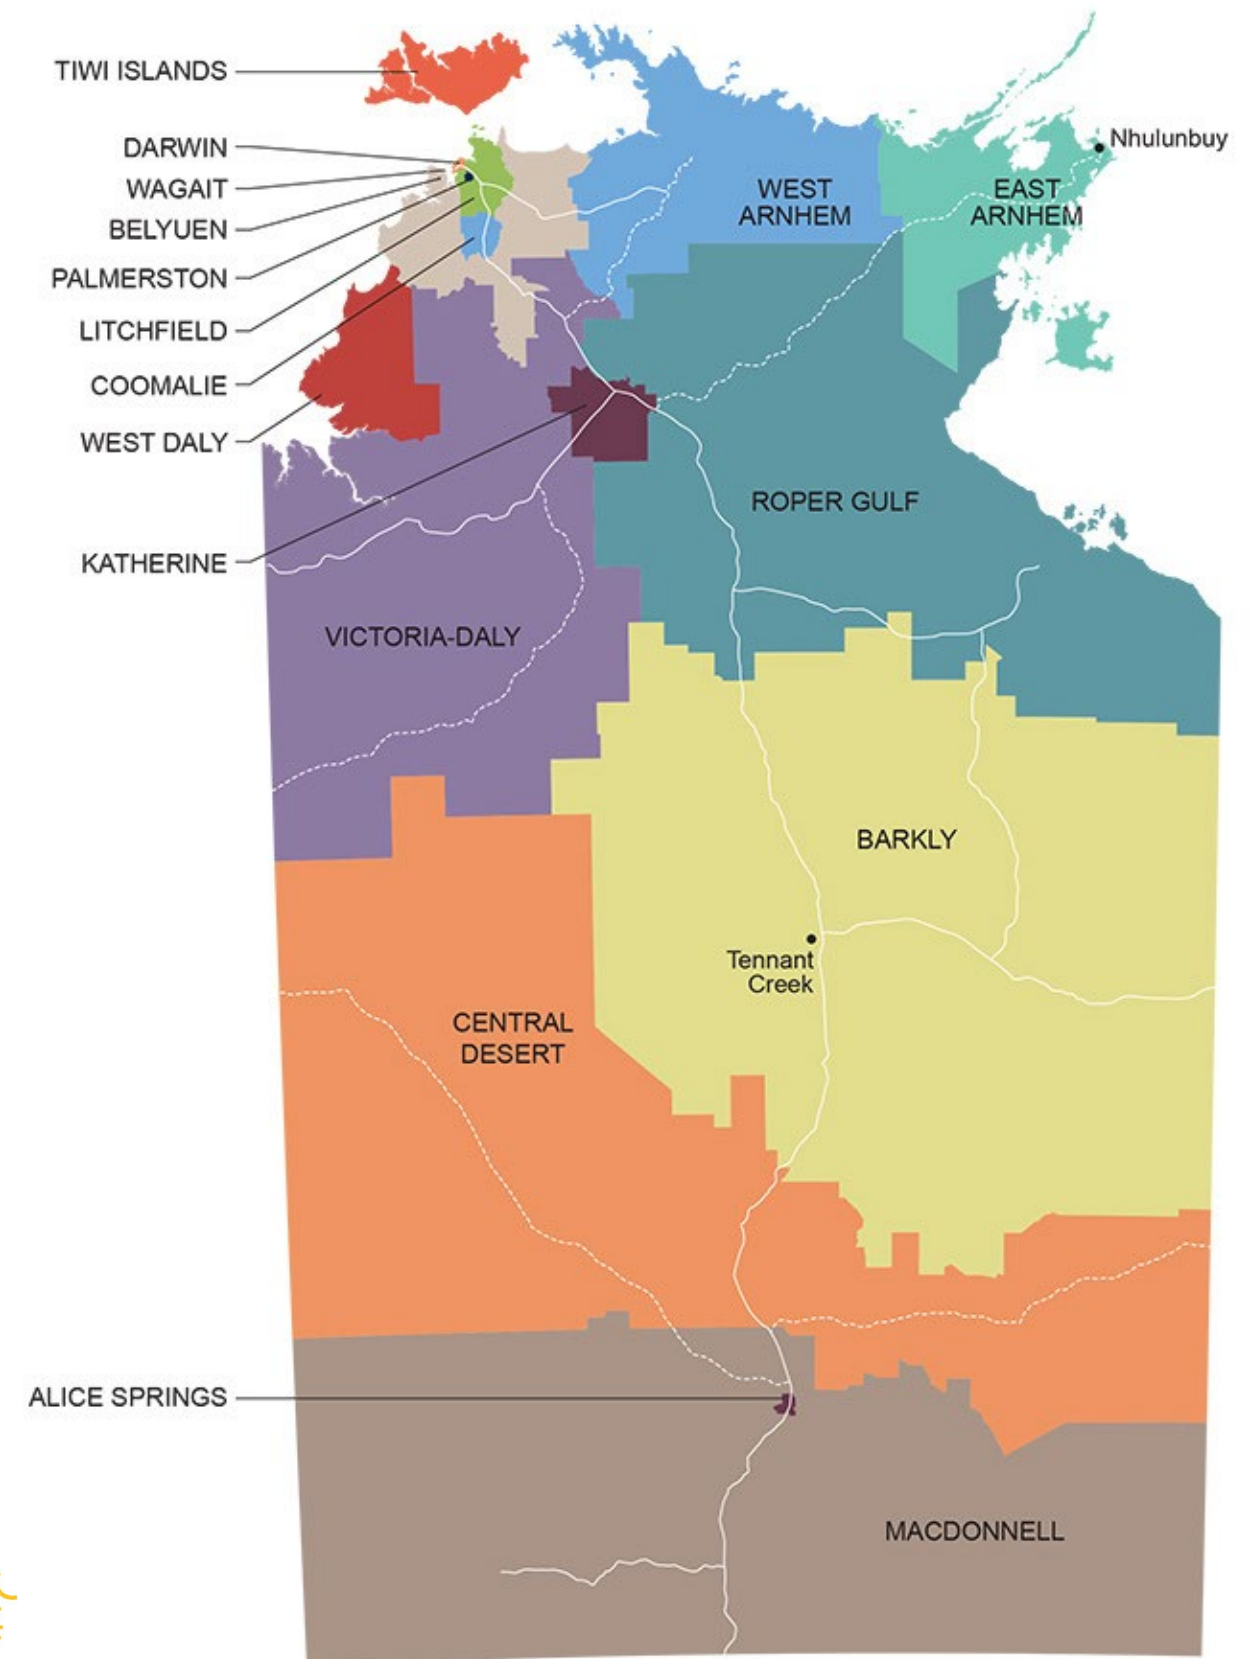 TIWI ISLANDS
DARWIN
Nhulunbuy
WAGAIT
WEST
ARNHEM
EAST
ARNHEM
BELYUEN
PALMERSTON
LITCHFIELD
COOMALIE
WEST DALY
ROPER GULF
KATHERINE
VICTORIA-DALY
BARKLY
Tennant
Creek
CENTRAL
DESERT
ALICE SPRINGS
MACDONNELL